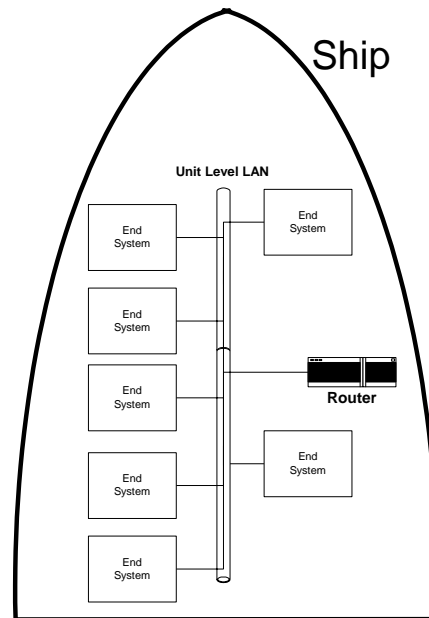 Ship
Unit Level LAN
End
System
End
System
End
System
End
System
Router
End
System
End
System
End
System